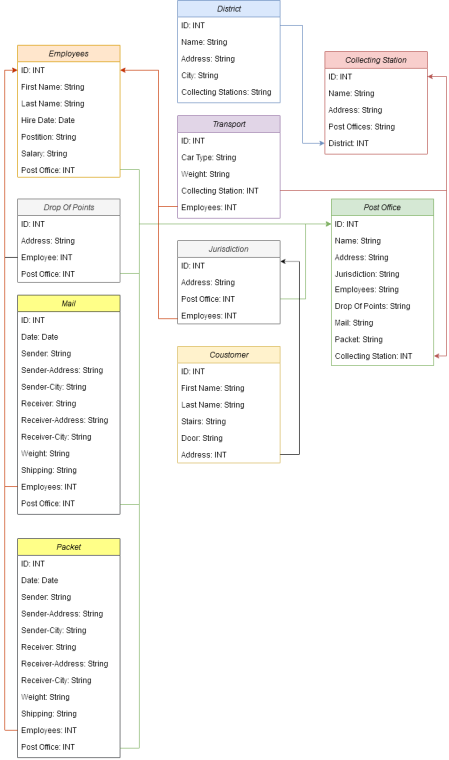 District
ID: INT
Name: String
Address: String
City: String
Collecting Stations: String
Employees
ID: INT
First Name: String
Last Name: String
Hire Date: Date
Postition: String
Salary: String
Post Office: INT
Collecting Station
ID: INT
Name: String
Address: String
Post Offices: String
District: INT
Transport
ID: INT
Car Type: String
Weight: String
Collecting Station: INT
Employees: INT
Drop Of Points
ID: INT
Address: String
Employee: INT
Post Office: INT
Post Office
ID: INT
Name: String
Address: String
Jurisdiction: String
Employees: String
Drop Of Points: String
Mail: String
Packet: String
Collecting Station: INT
Jurisdiction
ID: INT
Address: String
Post Office: INT
Employees: INT
Mail
ID: INT
Date: Date
Sender: String
Sender-Address: String
Sender-City: String
Receiver: String
Receiver-Address: String
Receiver-City: String
Weight: String
Shipping: String
Employees: INT
Post Office: INT
Coustomer
ID: INT
First Name: String
Last Name: String
Stairs: String
Door: String
Address: INT
Packet
ID: INT
Date: Date
Sender: String
Sender-Address: String
Sender-City: String
Receiver: String
Receiver-Address: String
Receiver-City: String
Weight: String
Shipping: String
Employees: INT
Post Office: INT